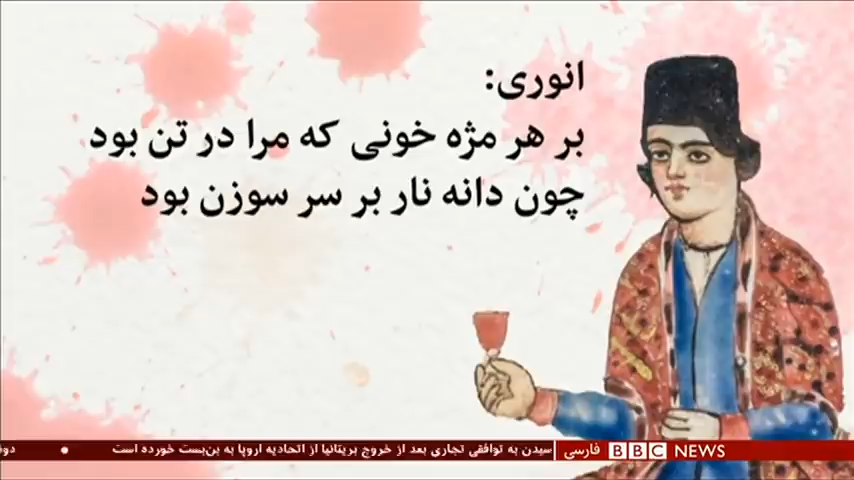 انوری:
بر هر مژه خونی که مرا در تن بود
چون دانه نار بر سر سوزن بود
سیدن به توافقی تجاری بعد از خروج بریتانیا از اتحادیه اروپا به بن‌بست خورده است
BBC NEWS فارسی